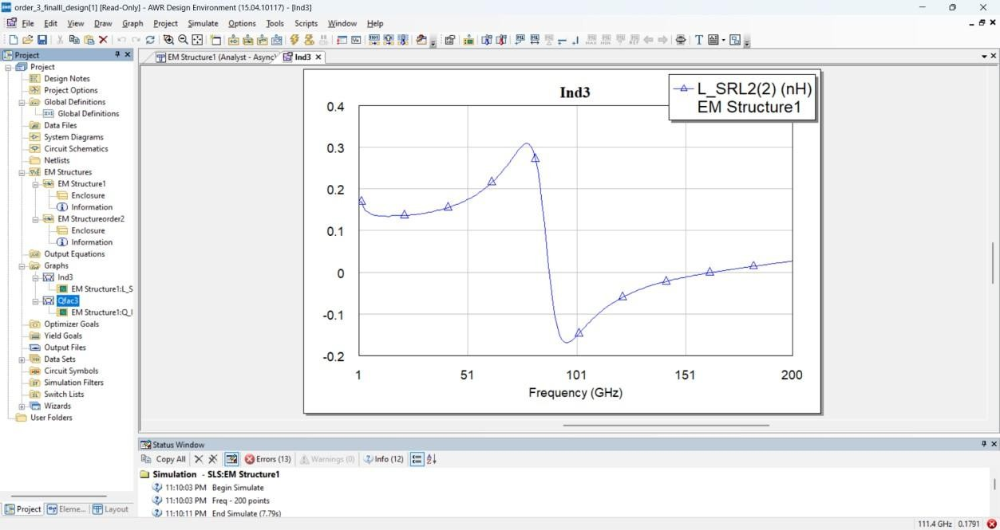 order_3_finalll_design[1] [Read-Only] - AWR Design Environment (15.04.10117) - [Ind3]
File Edit View Draw Graph Project Simulate Options Tools Scripts Window Help
Project
EM Structure1 (Analyst - Async)
Ind3
Project
Design Notes
Project Options
Global Definitions
Global Definitions
Data Files
System Diagrams
Circuit Schematics
Netlists
EM Structures
EM Structure1
Enclosure
Information
EM Structureorder2
Enclosure
Information
Output Equations
Graphs
Ind3
EM Structure1:L_S
Qfac3
EM Structure1:Q_I
Optimizer Goals
Yield Goals
Output Files
Data Sets
Circuit Symbols
Simulation Filters
Switch Lists
Wizards
User Folders
Project Eleme... Layout
Ind3
L_SRL2(2) (nH)
EM Structure1
0.4
0.3
0.2
0.1
0
-0.1
-0.2
1 51 101 151 200
Frequency (GHz)
Status Window
Copy All Errors (13) Warnings (0) Info (12)
Simulation - SLS:EM Structure1
11:10:03 PM Begin Simulate
11:10:03 PM Freq - 200 points
11:10:11 PM End Simulate (7.79s)
111.4 GHz 0.1791